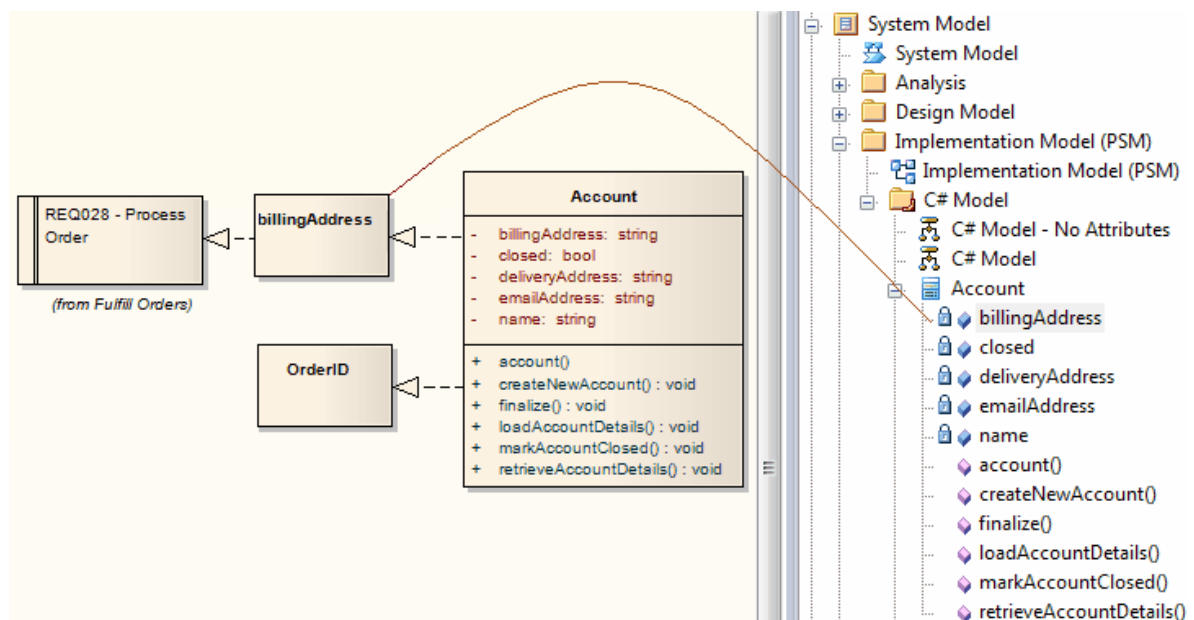 REQ028 - Process
Order
(from Fulfill Orders)
billingAddress
OrderID
Account
- billingAddress: string
- closed: bool
- deliveryAddress: string
- emailAddress: string
- name: string
+ account()
+ createNewAccount() : void
+ finalize() : void
+ loadAccountDetails() : void
+ markAccountClosed() : void
+ retrieveAccountDetails() : void
System Model
System Model
Analysis
Design Model
Implementation Model (PSM)
Implementation Model (PSM)
C# Model
C# Model - No Attributes
C# Model
Account
billingAddress
closed
deliveryAddress
emailAddress
name
account()
createNewAccount()
finalize()
loadAccountDetails()
markAccountClosed()
retrieveAccountDetails()